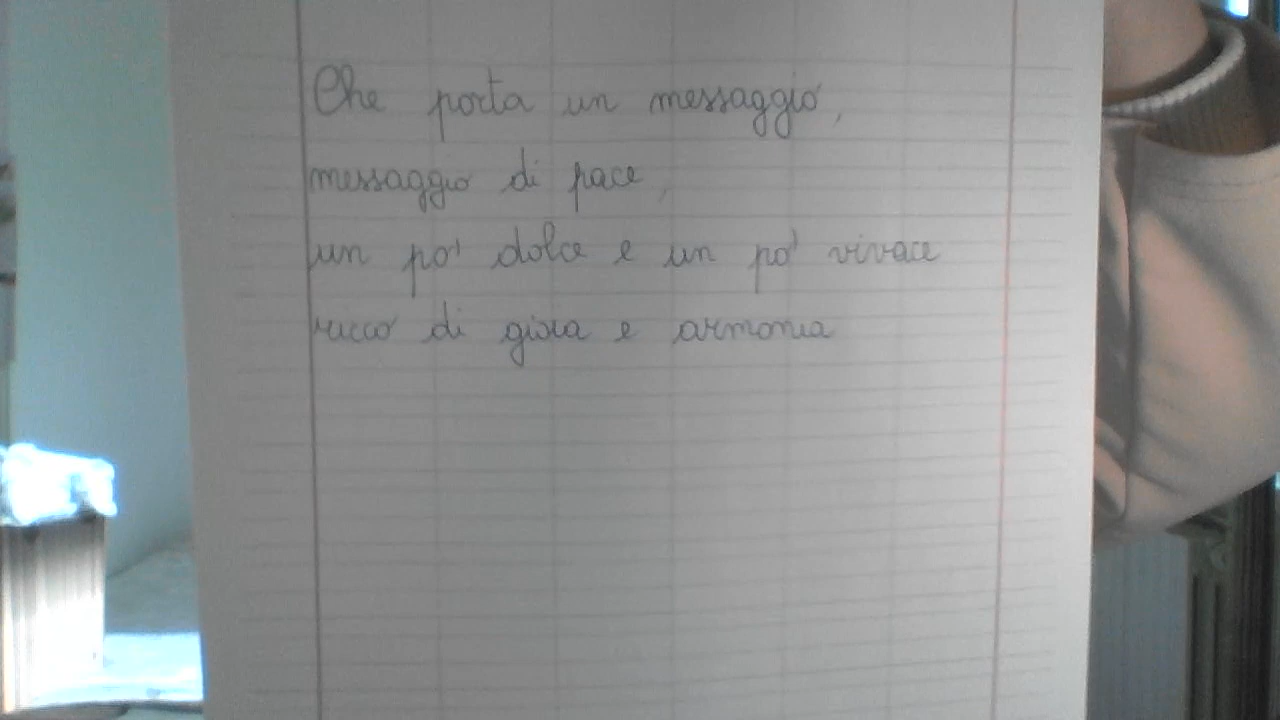 Che porta un messaggio,
messaggio di pace,
un po' dolce e un po' vivace
ricco di gioia e armonia